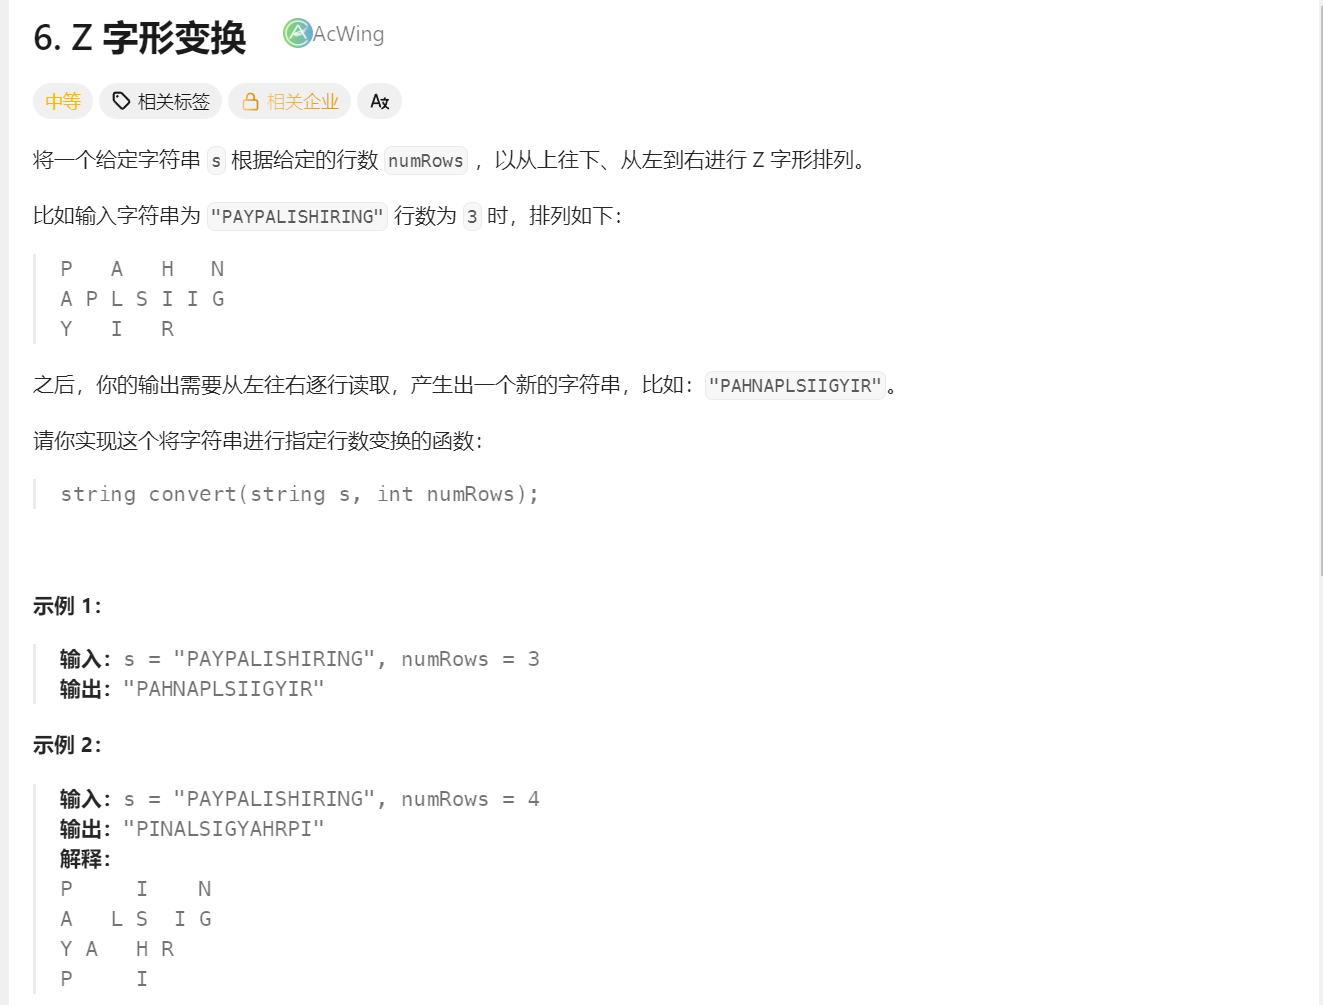 6. Z 字形变换 AcWing
中等 相关标签 相关企业 A文
将一个给定字符串 s 根据给定的行数 numRows ，以从上往下、从左到右进行 Z 字形排列。
比如输入字符串为 "PAYPALISHIRING" 行数为 3 时，排列如下：
P   A   H   N
A P L S I I G
Y   I   R
之后，你的输出需要从左往右逐行读取，产生出一个新的字符串，比如："PAHNAPLSIIGYIR"。
请你实现这个将字符串进行指定行数变换的函数：
string convert(string s, int numRows);
示例 1：
输入：s = "PAYPALISHIRING", numRows = 3
输出："PAHNAPLSIIGYIR"
示例 2：
输入：s = "PAYPALISHIRING", numRows = 4
输出："PINALSIGYAHRPI"
解释：
P     I    N
A   L S  I G
Y A   H R
P     I